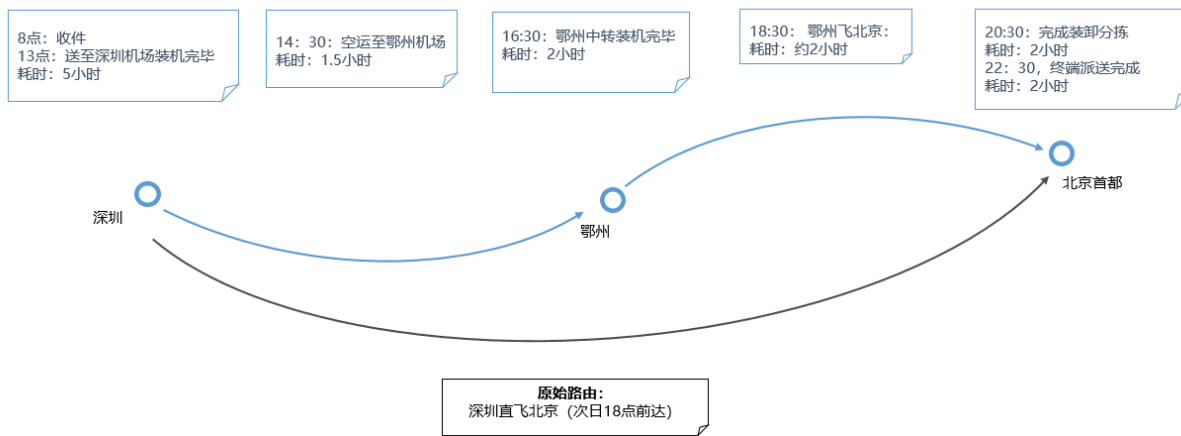 8点：收件
13点：送至深圳机场装机完毕
耗时：5小时
14：30：空运至鄂州机场
耗时：1.5小时
16:30：鄂州中转装机完毕
耗时：2小时
18:30： 鄂州飞北京：
耗时：约2小时
20:30：完成装卸分拣
耗时：2小时
22：30，终端派送完成
耗时：2小时
深圳
鄂州
北京首都
原始路由：
深圳直飞北京（次日18点前达）